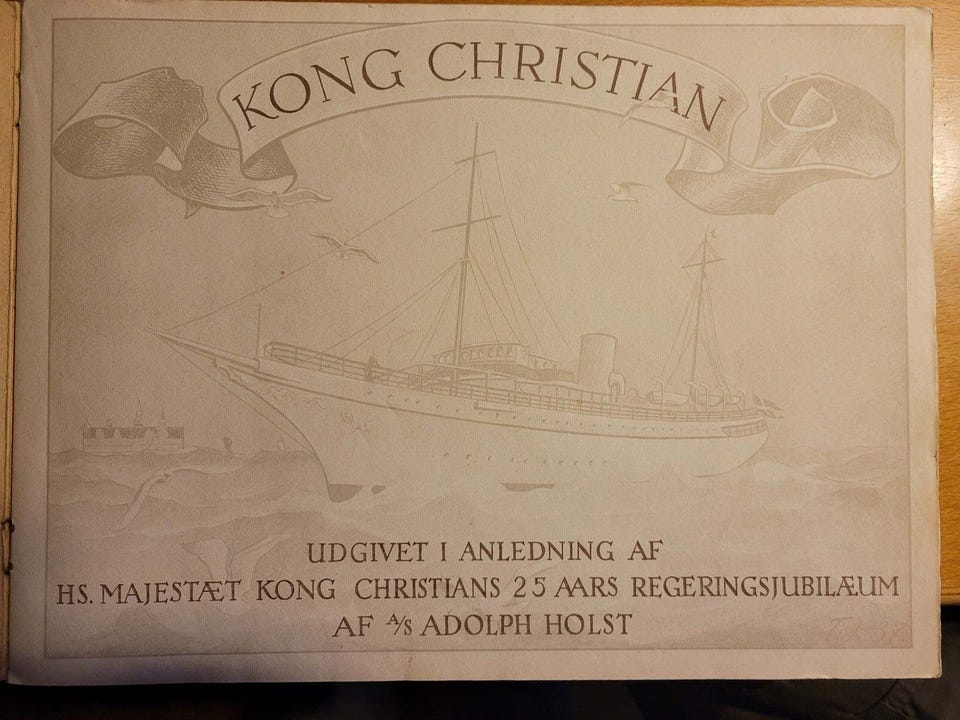 KONG CHRISTIAN
UDGIVET I ANLEDNING AF
HS. MAJESTÆT KONG CHRISTIANS 25 AARS REGERINGSJUBILÆUM
AF A/S ADOLPH HOLST